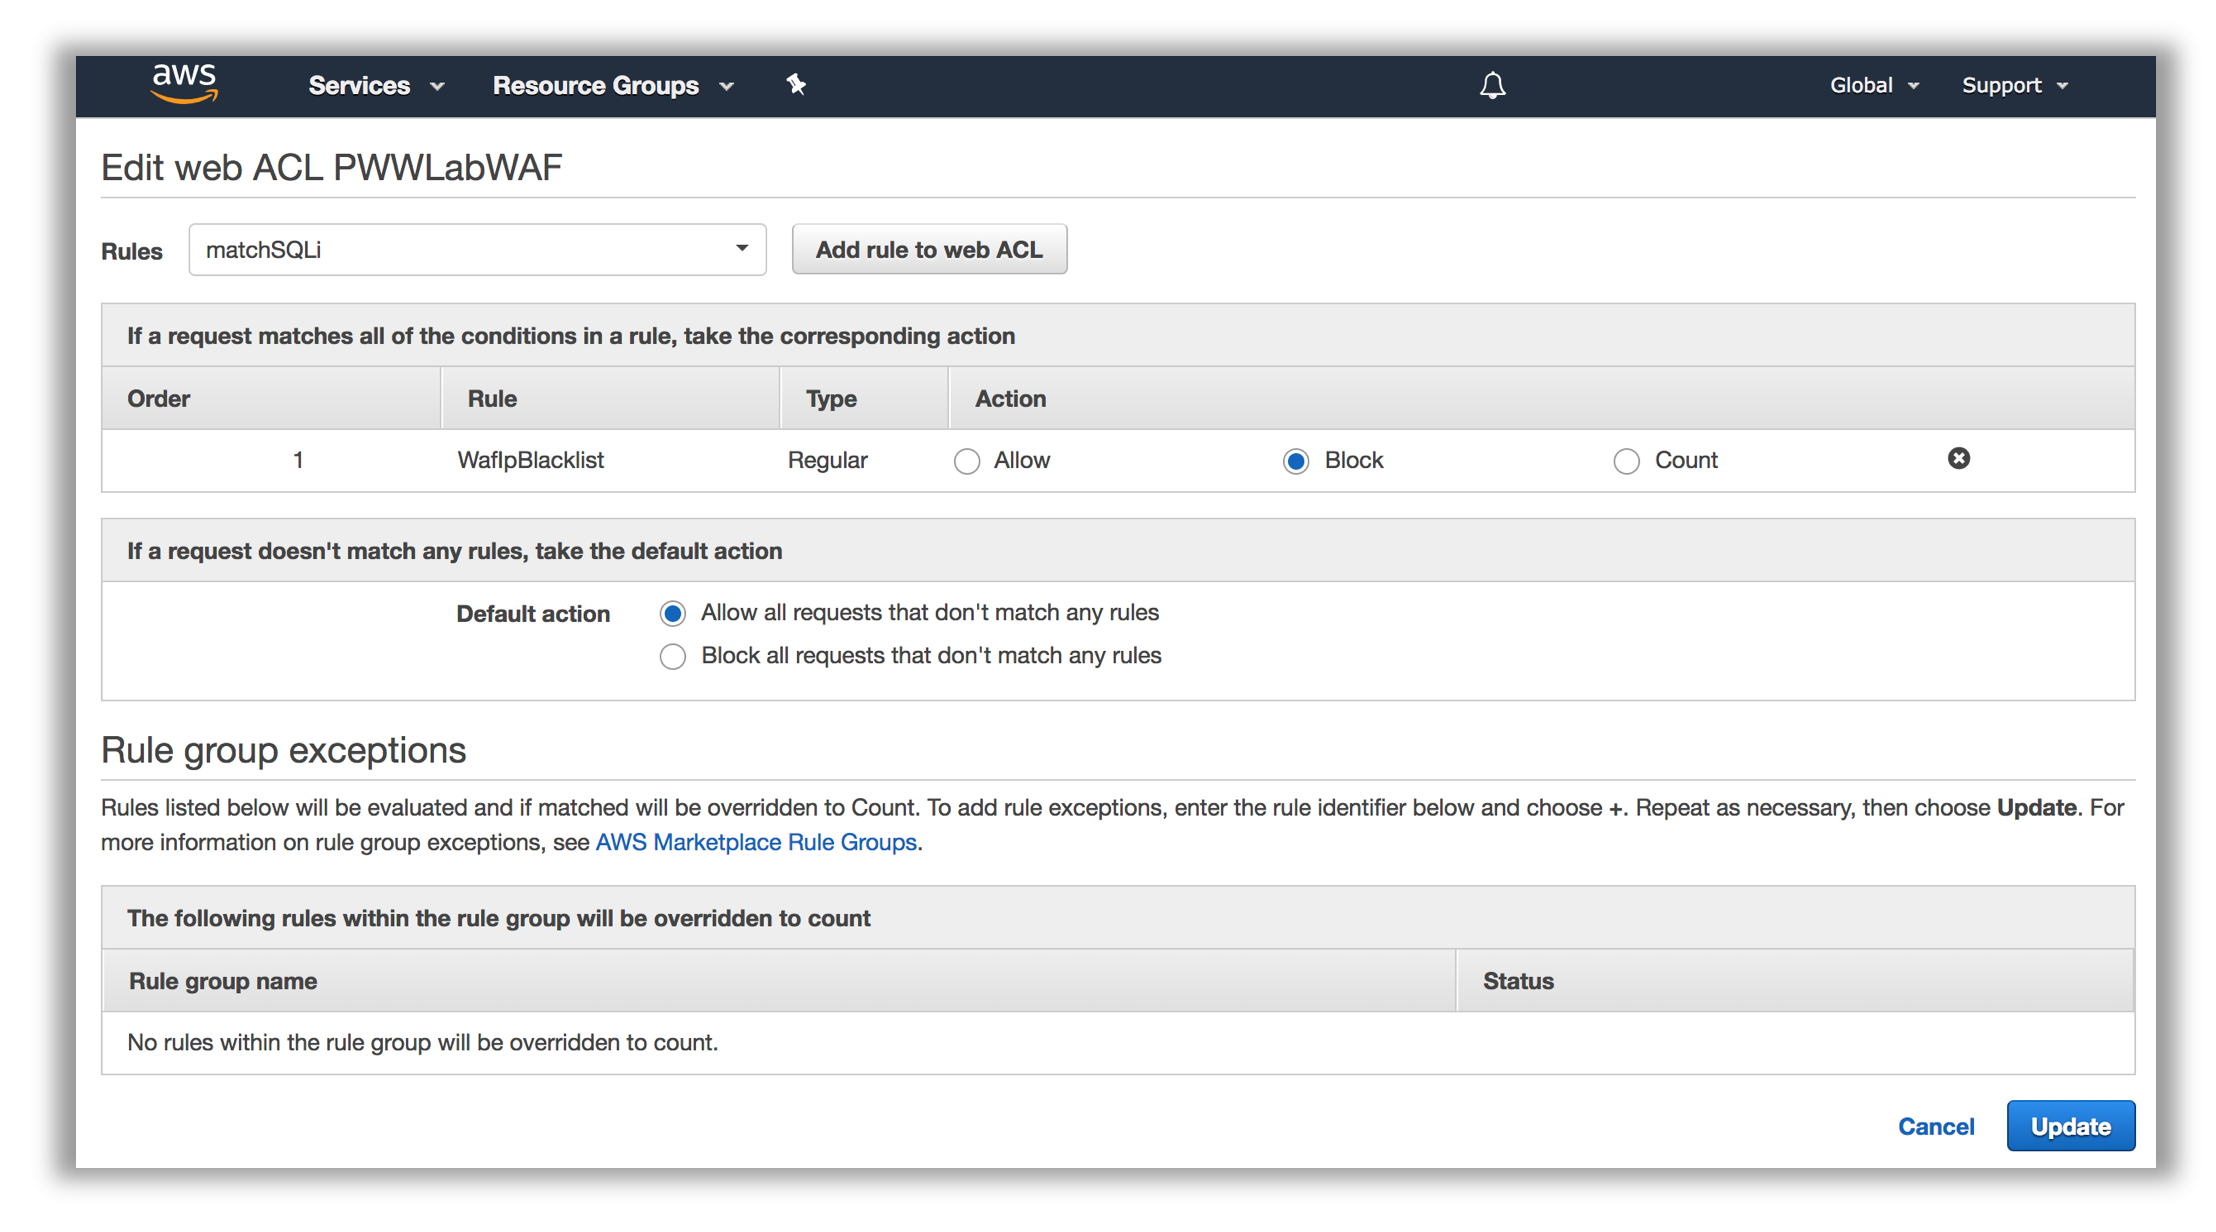 aws Services Resource Groups Global Support
Edit web ACL PWWLabWAF
Rules matchSQLi Add rule to web ACL
If a request matches all of the conditions in a rule, take the corresponding action
Order Rule Type Action
1 WafIpBlacklist Regular Allow Block Count
If a request doesn't match any rules, take the default action
Default action Allow all requests that don't match any rules
Block all requests that don't match any rules
Rule group exceptions
Rules listed below will be evaluated and if matched will be overridden to Count. To add rule exceptions, enter the rule identifier below and choose +. Repeat as necessary, then choose Update. For
more information on rule group exceptions, see AWS Marketplace Rule Groups.
The following rules within the rule group will be overridden to count
Rule group name Status
No rules within the rule group will be overridden to count.
Cancel Update